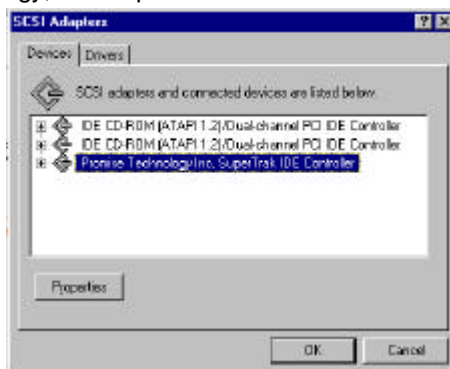 gy,
SCSI Adapters
Devices Drivers
SCSI adapters and connected devices are listed below.
IDE CD-ROM (ATAPI 1.2)/Dual-channel PCI IDE Controller
IDE CD-ROM (ATAPI 1.2)/Dual-channel PCI IDE Controller
Promise Technology Inc. SuperTrak IDE Controller
Properties
OK Cancel